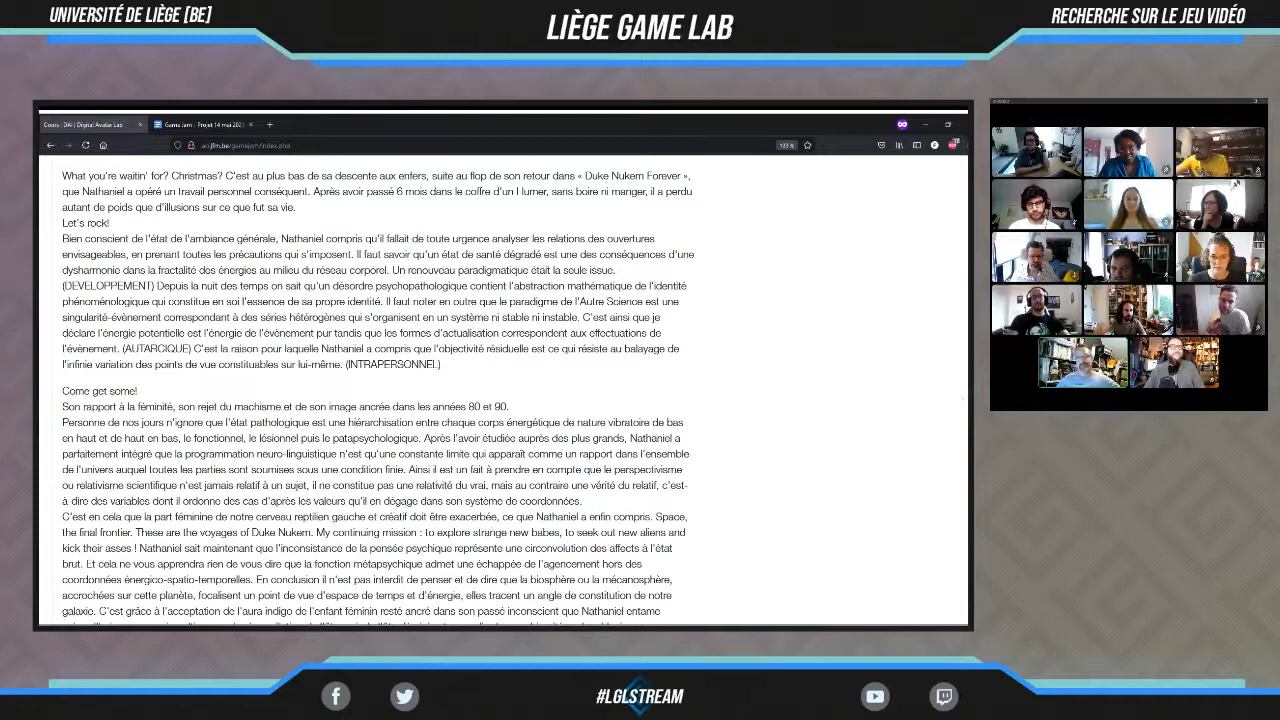 UNIVERSITÉ DE LIÈGE [BE]
LIÈGE GAME LAB
RECHERCHE SUR LE JEU VIDÉO
Cours | DAI | Digital Avatar Lab
Game Jam - Projet 14 mai 2021
ao.jfm.be/gamejam/index.php
133 %
What you're waitin' for? Christmas? C'est au plus bas de sa descente aux enfers, suite au flop de son retour dans « Duke Nukem Forever »,
que Nathaniel a opéré un travail personnel conséquent. Après avoir passé 6 mois dans le coffre d'un Humer, sans boire ni manger, il a perdu
autant de poids que d'illusions sur ce que fut sa vie.
Let's rock!
Bien conscient de l'état de l'ambiance générale, Nathaniel compris qu'il fallait de toute urgence analyser les relations des ouvertures
envisageables, en prenant toutes les précautions qui s'imposent. Il faut savoir qu'un état de santé dégradé est une des conséquences d'une
dysharmonie dans la fractalité des énergies au milieu du réseau corporel. Un renouveau paradigmatique était la seule issue.
(DEVELOPPEMENT) Depuis la nuit des temps on sait qu'un désordre psychopathologique contient l'abstraction mathématique de l'identité
phénoménologique qui constitue en soi l'essence de sa propre identité. Il faut noter en outre que le paradigme de l'Autre Science est une
singularité-évènement correspondant à des séries hétérogènes qui s'organisent en un système ni stable ni instable. C'est ainsi que je
déclare l'énergie potentielle est l'énergie de l'évènement pur tandis que les formes d'actualisation correspondent aux effectuations de
l'évènement. (AUTARCIQUE) C'est la raison pour laquelle Nathaniel a compris que l'objectivité résiduelle est ce qui résiste au balayage de
l'infinie variation des points de vue constituables sur lui-même. (INTRAPERSONNEL)
Come get some!
Son rapport à la féminité, son rejet du machisme et de son image ancrée dans les années 80 et 90.
Personne de nos jours n'ignore que l'état pathologique est une hiérarchisation entre chaque corps énergétique de nature vibratoire de bas
en haut et de haut en bas, le fonctionnel, le lésionnel puis le patapsychologique. Après l'avoir étudiée auprès des plus grands, Nathaniel a
parfaitement intégré que la programmation neuro-linguistique n'est qu'une constante limite qui apparaît comme un rapport dans l'ensemble
de l'univers auquel toutes les parties sont soumises sous une condition finie. Ainsi il est un fait à prendre en compte que le perspectivisme
ou relativisme scientifique n'est jamais relatif à un sujet, il ne constitue pas une relativité du vrai, mais au contraire une vérité du relatif, c'est-
à-dire des variables dont il ordonne des cas d'après les valeurs qu'il en dégage dans son système de coordonnées.
C'est en cela que la part féminine de notre cerveau reptilien gauche et créatif doit être exacerbée, ce que Nathaniel a enfin compris. Space,
the final frontier. These are the voyages of Duke Nukem. My continuing mission : to explore strange new babes, to seek out new aliens and
kick their asses ! Nathaniel sait maintenant que l'inconsistance de la pensée psychique représente une circonvolution des affects à l'état
brut. Et cela ne vous apprendra rien de vous dire que la fonction métapsychique admet une échappée de l'agencement hors des
coordonnées énergico-spatio-temporelles. En conclusion il n'est pas interdit de penser et de dire que la biosphère ou la mécanosphère,
accrochées sur cette planète, focalisent un point de vue d'espace de temps et d'énergie, elles tracent un angle de constitution de notre
galaxie. C'est grâce à l'acceptation de l'aura indigo de l'enfant féminin resté ancré dans son passé inconscient que Nathaniel entame
#LGLSTREAM